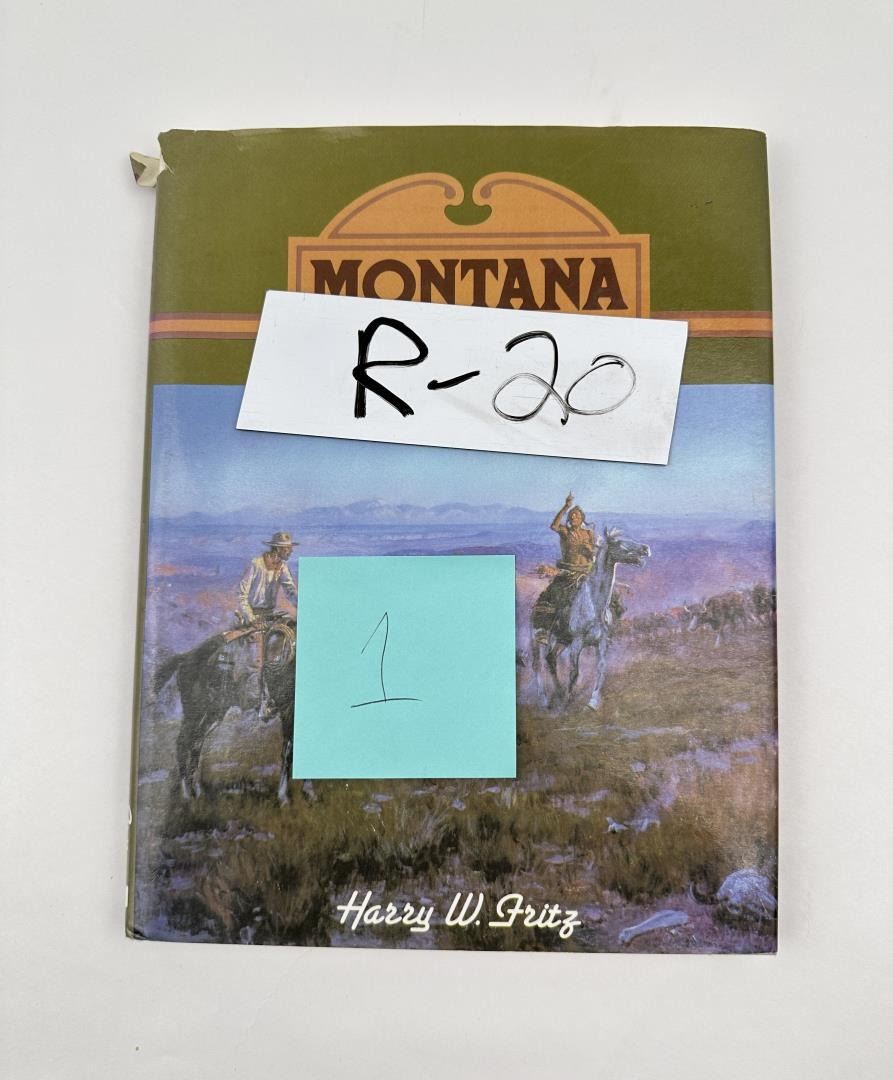 MONTANA
R-20
1
Harry W. Fritz